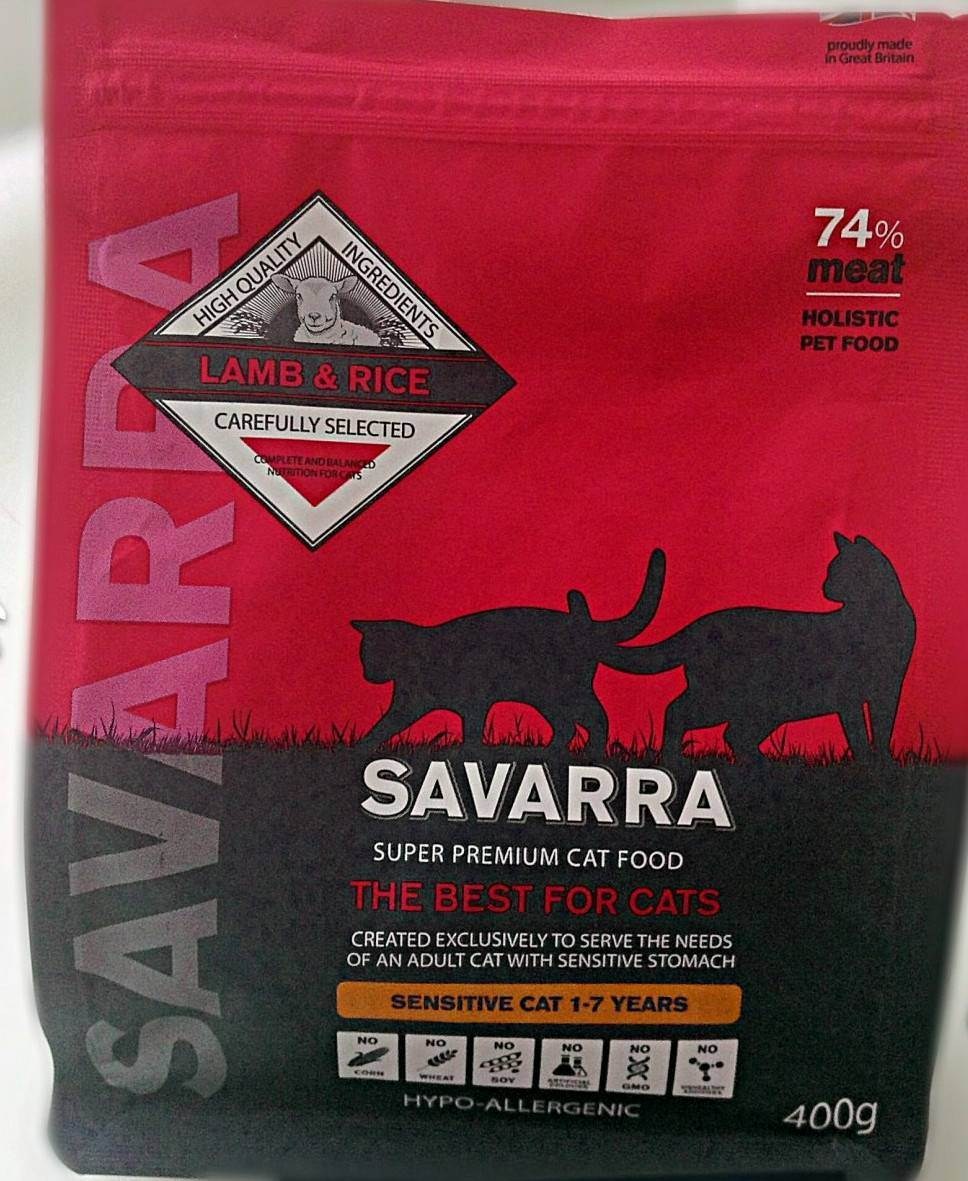 proudly made
in Great Britain
74%
meat
HOLISTIC
PET FOOD
HIGH QUALITY INGREDIENTS
LAMB & RICE
CAREFULLY SELECTED
COMPLETE AND BALANCED
NUTRITION FOR CATS
SAVARRA
SAVARRA
SUPER PREMIUM CAT FOOD
THE BEST FOR CATS
CREATED EXCLUSIVELY TO SERVE THE NEEDS
OF AN ADULT CAT WITH SENSITIVE STOMACH
SENSITIVE CAT 1-7 YEARS
NO CORN
NO WHEAT
NO SOY
NO ARTIFICIAL COLOURS
NO GMO
NO
HYPO-ALLERGENIC
400g